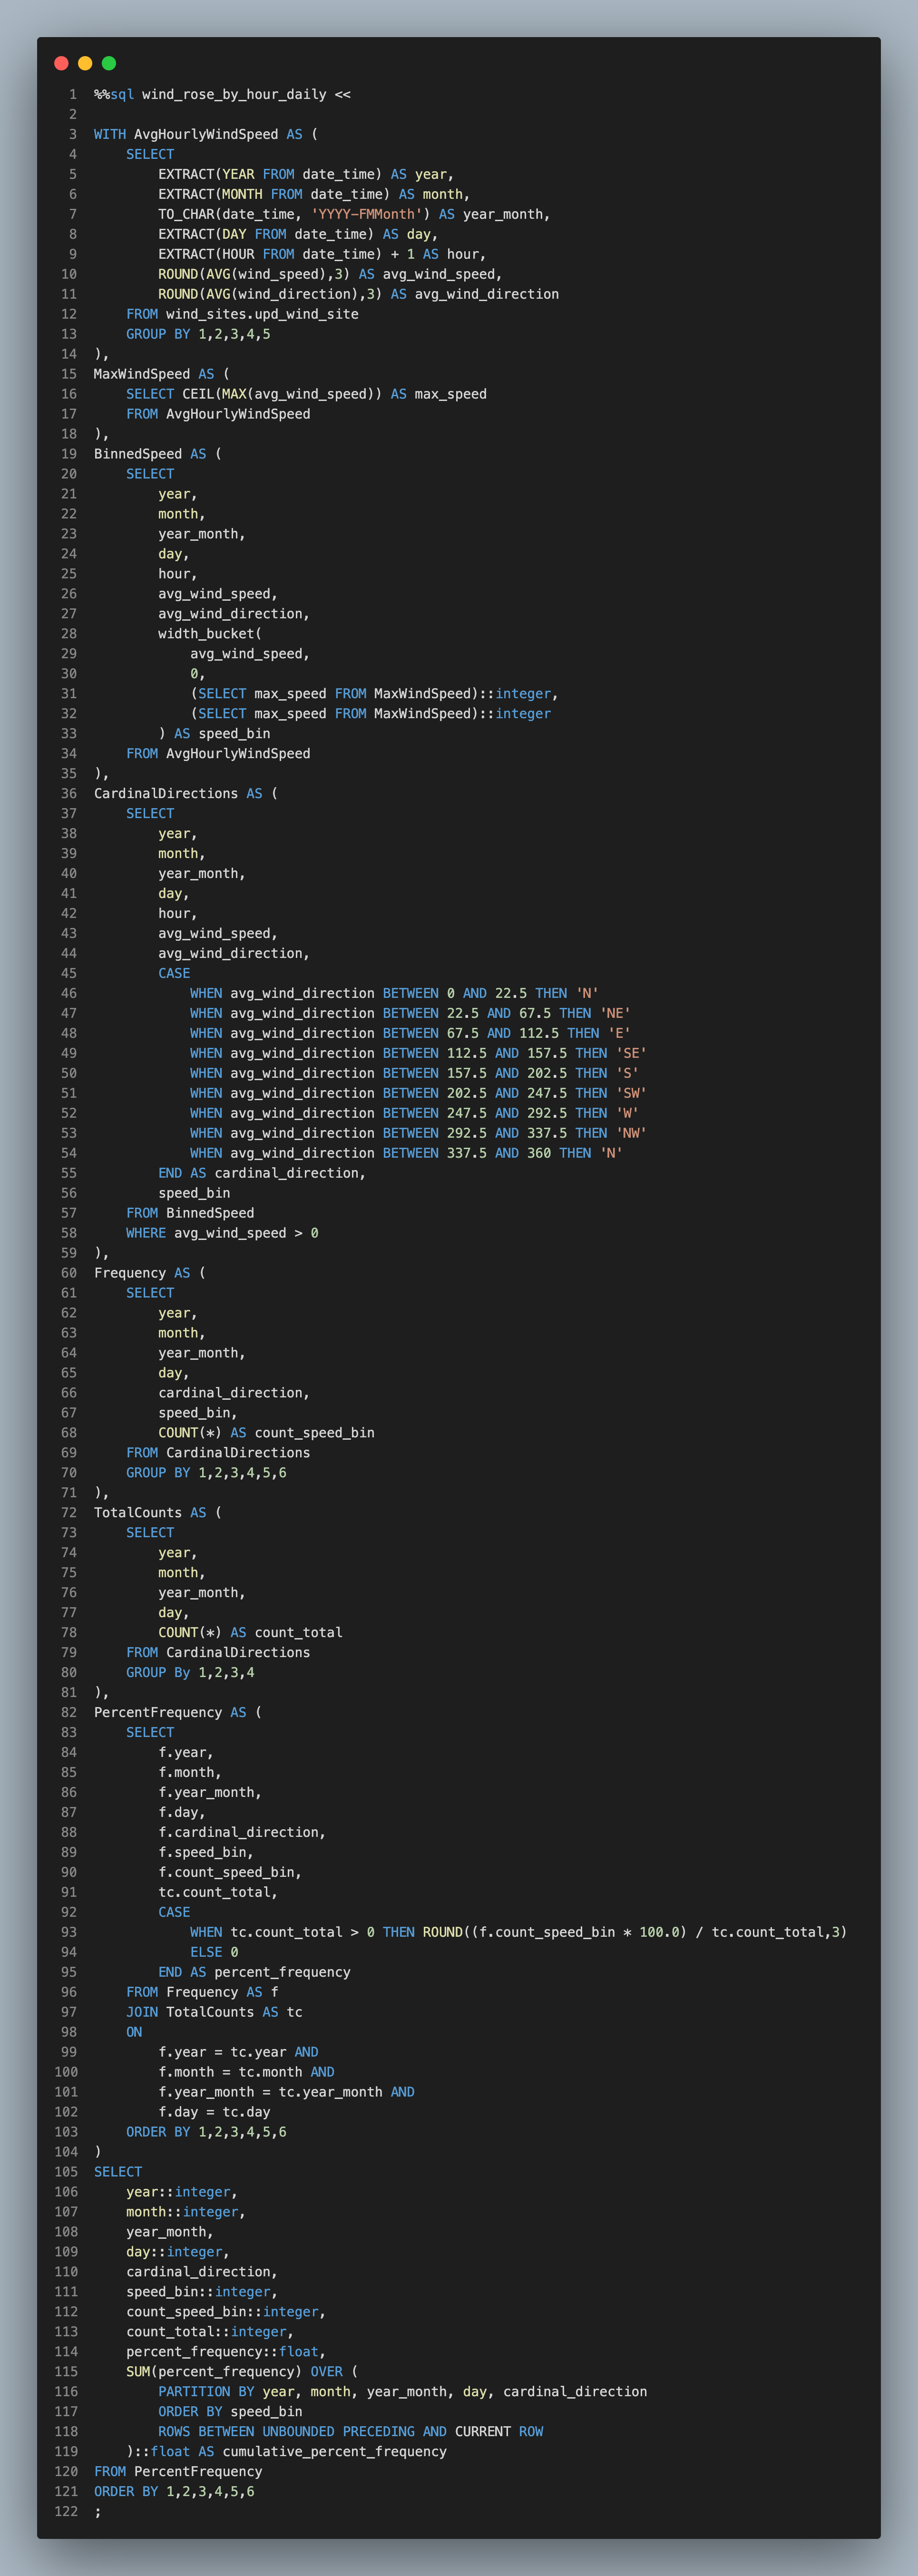 1 %%sql wind_rose_by_hour_daily <<
2
3 WITH AvgHourlyWindSpeed AS (
4     SELECT
5         EXTRACT(YEAR FROM date_time) AS year,
6         EXTRACT(MONTH FROM date_time) AS month,
7         TO_CHAR(date_time, 'YYYY-FMMonth') AS year_month,
8         EXTRACT(DAY FROM date_time) AS day,
9         EXTRACT(HOUR FROM date_time) + 1 AS hour,
10         ROUND(AVG(wind_speed),3) AS avg_wind_speed,
11         ROUND(AVG(wind_direction),3) AS avg_wind_direction
12     FROM wind_sites.upd_wind_site
13     GROUP BY 1,2,3,4,5
14 ),
15 MaxWindSpeed AS (
16     SELECT CEIL(MAX(avg_wind_speed)) AS max_speed
17     FROM AvgHourlyWindSpeed
18 ),
19 BinnedSpeed AS (
20     SELECT
21         year,
22         month,
23         year_month,
24         day,
25         hour,
26         avg_wind_speed,
27         avg_wind_direction,
28         width_bucket(
29             avg_wind_speed,
30             0,
31             (SELECT max_speed FROM MaxWindSpeed)::integer,
32             (SELECT max_speed FROM MaxWindSpeed)::integer
33         ) AS speed_bin
34     FROM AvgHourlyWindSpeed
35 ),
36 CardinalDirections AS (
37     SELECT
38         year,
39         month,
40         year_month,
41         day,
42         hour,
43         avg_wind_speed,
44         avg_wind_direction,
45         CASE
46             WHEN avg_wind_direction BETWEEN 0 AND 22.5 THEN 'N'
47             WHEN avg_wind_direction BETWEEN 22.5 AND 67.5 THEN 'NE'
48             WHEN avg_wind_direction BETWEEN 67.5 AND 112.5 THEN 'E'
49             WHEN avg_wind_direction BETWEEN 112.5 AND 157.5 THEN 'SE'
50             WHEN avg_wind_direction BETWEEN 157.5 AND 202.5 THEN 'S'
51             WHEN avg_wind_direction BETWEEN 202.5 AND 247.5 THEN 'SW'
52             WHEN avg_wind_direction BETWEEN 247.5 AND 292.5 THEN 'W'
53             WHEN avg_wind_direction BETWEEN 292.5 AND 337.5 THEN 'NW'
54             WHEN avg_wind_direction BETWEEN 337.5 AND 360 THEN 'N'
55         END AS cardinal_direction,
56         speed_bin
57     FROM BinnedSpeed
58     WHERE avg_wind_speed > 0
59 ),
60 Frequency AS (
61     SELECT
62         year,
63         month,
64         year_month,
65         day,
66         cardinal_direction,
67         speed_bin,
68         COUNT(*) AS count_speed_bin
69     FROM CardinalDirections
70     GROUP BY 1,2,3,4,5,6
71 ),
72 TotalCounts AS (
73     SELECT
74         year,
75         month,
76         year_month,
77         day,
78         COUNT(*) AS count_total
79     FROM CardinalDirections
80     GROUP By 1,2,3,4
81 ),
82 PercentFrequency AS (
83     SELECT
84         f.year,
85         f.month,
86         f.year_month,
87         f.day,
88         f.cardinal_direction,
89         f.speed_bin,
90         f.count_speed_bin,
91         tc.count_total,
92         CASE
93             WHEN tc.count_total > 0 THEN ROUND((f.count_speed_bin * 100.0) / tc.count_total,3)
94             ELSE 0
95         END AS percent_frequency
96     FROM Frequency AS f
97     JOIN TotalCounts AS tc
98     ON
99         f.year = tc.year AND
100         f.month = tc.month AND
101         f.year_month = tc.year_month AND
102         f.day = tc.day
103     ORDER BY 1,2,3,4,5,6
104 )
105 SELECT
106     year::integer,
107     month::integer,
108     year_month,
109     day::integer,
110     cardinal_direction,
111     speed_bin::integer,
112     count_speed_bin::integer,
113     count_total::integer,
114     percent_frequency::float,
115     SUM(percent_frequency) OVER (
116         PARTITION BY year, month, year_month, day, cardinal_direction
117         ORDER BY speed_bin
118         ROWS BETWEEN UNBOUNDED PRECEDING AND CURRENT ROW
119     )::float AS cumulative_percent_frequency
120 FROM PercentFrequency
121 ORDER BY 1,2,3,4,5,6
122 ;